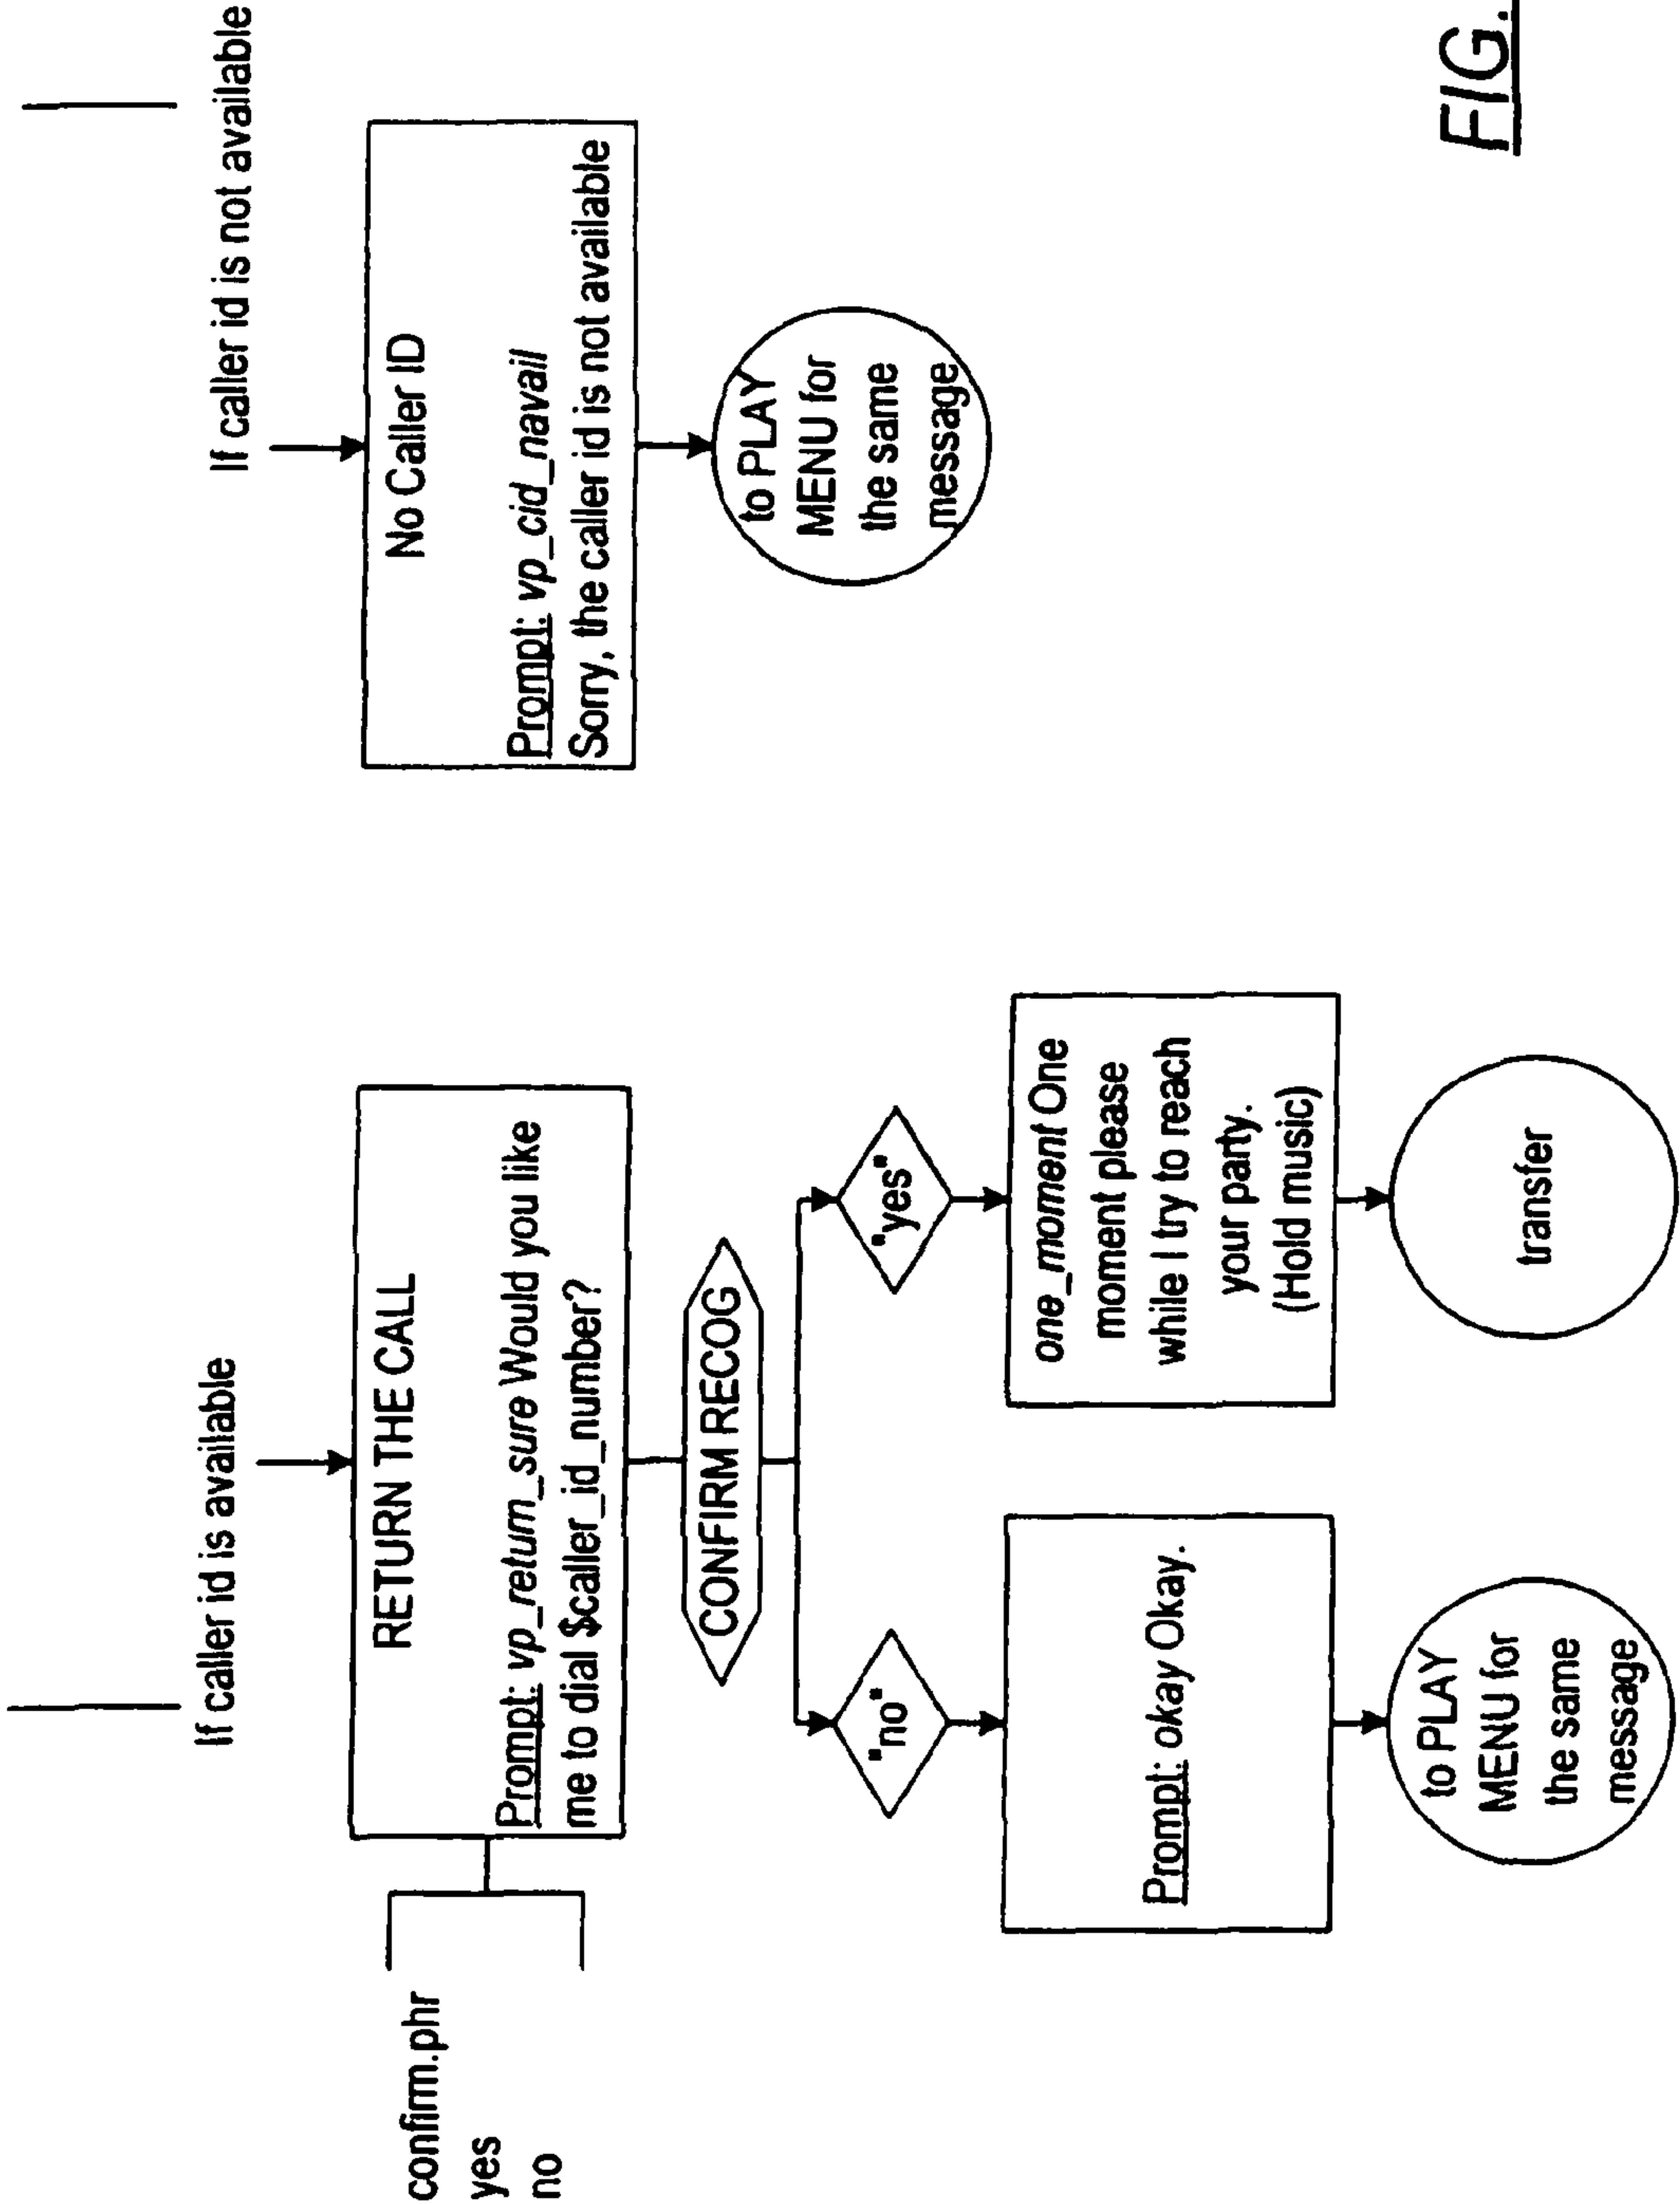 If caller id is available
confirm.phr
yes
no
RETURN THE CALL
Prompt: vp_return_sure Would you like
me to dial $caller_id_number?
CONFIRM RECOG
"no"
Prompt: okay Okay.
to PLAY
MENU for
the same
message
"yes"
one_moment One
moment please
while I try to reach
your party.
(Hold music)
transfer
If caller id is not available
No Caller ID
Prompt: vp_cid_navail
Sorry, the caller id is not available
to PLAY
MENU for
the same
message
FIG.